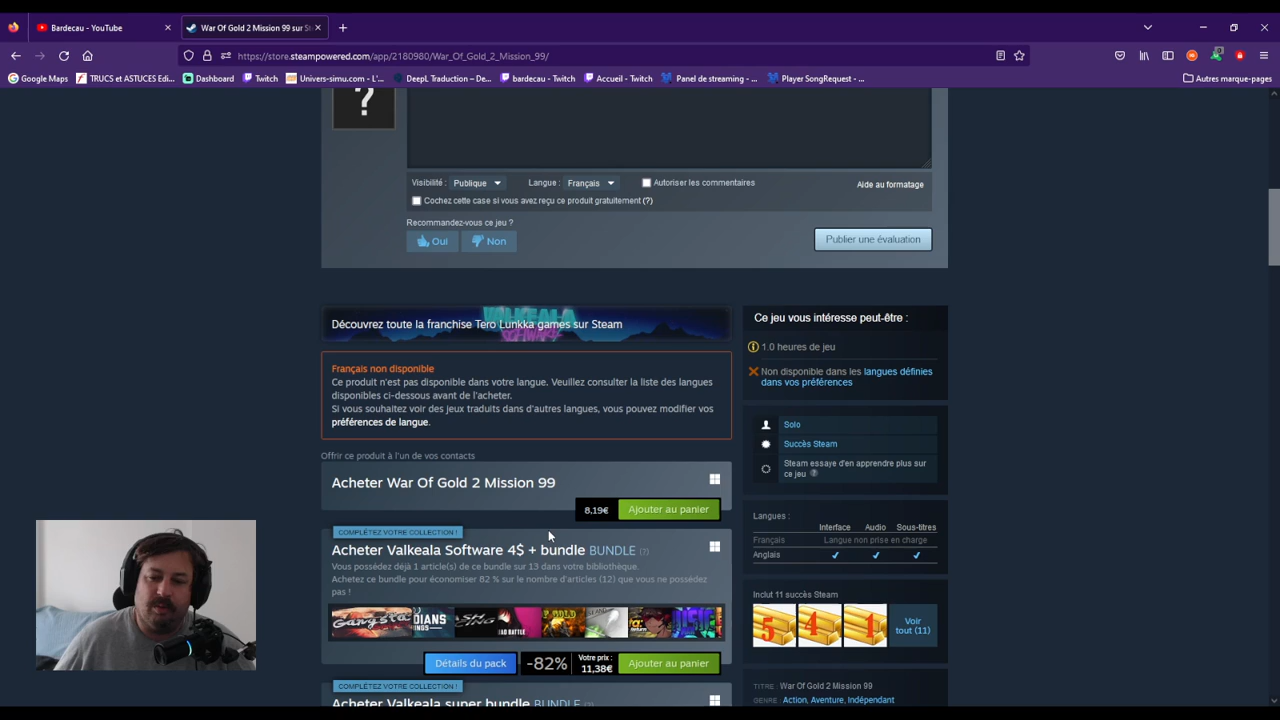 Bardecau - YouTube
War Of Gold 2 Mission 99 sur St
https://store.steampowered.com/app/2180980/War_Of_Gold_2_Mission_99/
Google Maps
TRUCS et ASTUCES Edi...
Dashboard
Twitch
Univers-simu.com - L'...
DeepL Traduction – De...
bardecau - Twitch
Accueil - Twitch
Panel de streaming - ...
Player SongRequest - ...
Autres marque-pages
?
Visibilité : Publique
Langue : Français
Autoriser les commentaires
Aide au formatage
Cochez cette case si vous avez reçu ce produit gratuitement (?)
Recommandez-vous ce jeu ?
Oui
Non
Publier une évaluation
Découvrez toute la franchise Tero Lunkka games sur Steam
Français non disponible
Ce produit n'est pas disponible dans votre langue. Veuillez consulter la liste des langues
disponibles ci-dessous avant de l'acheter.
Si vous souhaitez voir des jeux traduits dans d'autres langues, vous pouvez modifier vos
préférences de langue.
Offrir ce produit à l'un de vos contacts
Acheter War Of Gold 2 Mission 99
8,19€
Ajouter au panier
COMPLÉTEZ VOTRE COLLECTION !
Acheter Valkeala Software 4$ + bundle BUNDLE (?)
Vous possédez déjà 1 article(s) de ce bundle sur 13 dans votre bibliothèque.
Achetez ce bundle pour économiser 82 % sur le nombre d'articles (12) que vous ne possédez
pas !
Détails du pack
-82%
Votre prix :
11,38€
Ajouter au panier
COMPLÉTEZ VOTRE COLLECTION !
Acheter Valkeala super bundle BUNDLE (?)
Ce jeu vous intéresse peut-être :
1.0 heures de jeu
Non disponible dans les langues définies
dans vos préférences
Solo
Succès Steam
Steam essaye d'en apprendre plus sur
ce jeu ?
Langues :
Interface Audio Sous-titres
Français Langue non prise en charge
Anglais ✔ ✔ ✔
Inclut 11 succès Steam
5 4 1
Voir
tout (11)
TITRE : War Of Gold 2 Mission 99
GENRE : Action, Aventure, Indépendant